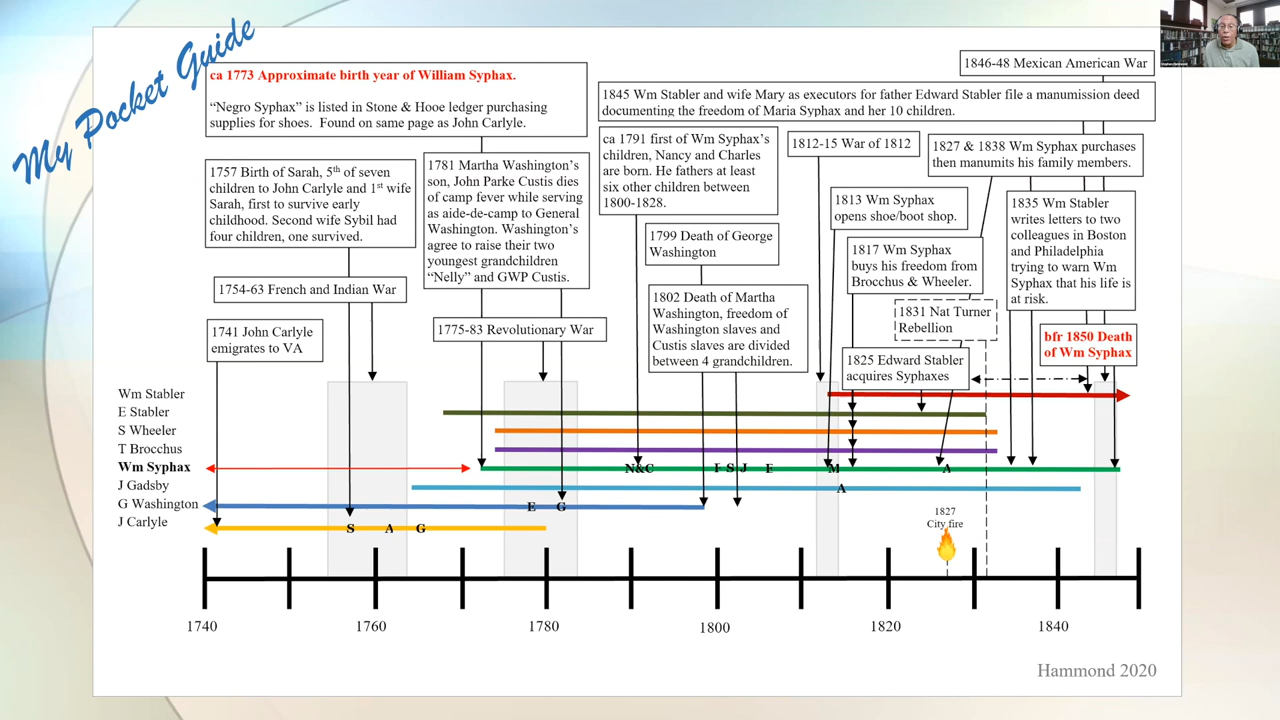 My Pocket Guide
ca 1773 Approximate birth year of William Syphax.
“Negro Syphax” is listed in Stone & Hooe ledger purchasing
supplies for shoes. Found on same page as John Carlyle.
1846-48 Mexican American War
1845 Wm Stabler and wife Mary as executors for father Edward Stabler file a manumission deed
documenting the freedom of Maria Syphax and her 10 children.
1757 Birth of Sarah, 5th of seven
children to John Carlyle and 1st wife
Sarah, first to survive early
childhood. Second wife Sybil had
four children, one survived.
1781 Martha Washington’s
son, John Parke Custis dies
of camp fever while serving
as aide-de-camp to General
Washington. Washington’s
agree to raise their two
youngest grandchildren
“Nelly” and GWP Custis.
ca 1791 first of Wm Syphax’s
children, Nancy and Charles
are born. He fathers at least
six other children between
1800-1828.
1812-15 War of 1812
1827 & 1838 Wm Syphax purchases
then manumits his family members.
1813 Wm Syphax
opens shoe/boot shop.
1835 Wm Stabler
writes letters to two
colleagues in Boston
and Philadelphia
trying to warn Wm
Syphax that his life is
at risk.
1799 Death of George
Washington
1817 Wm Syphax
buys his freedom from
Brocchus & Wheeler.
1754-63 French and Indian War
1802 Death of Martha
Washington, freedom of
Washington slaves and
Custis slaves are divided
between 4 grandchildren.
1831 Nat Turner
Rebellion
1741 John Carlyle
emigrates to VA
1775-83 Revolutionary War
bfr 1850 Death
of Wm Syphax
1825 Edward Stabler
acquires Syphaxes
Wm Stabler
E Stabler
S Wheeler
T Brocchus
Wm Syphax
N&C S J E M A
J Gadsby
A
G Washington
E G
J Carlyle
S A G
1827
City fire
1740 1760 1780 1800 1820 1840
Hammond 2020